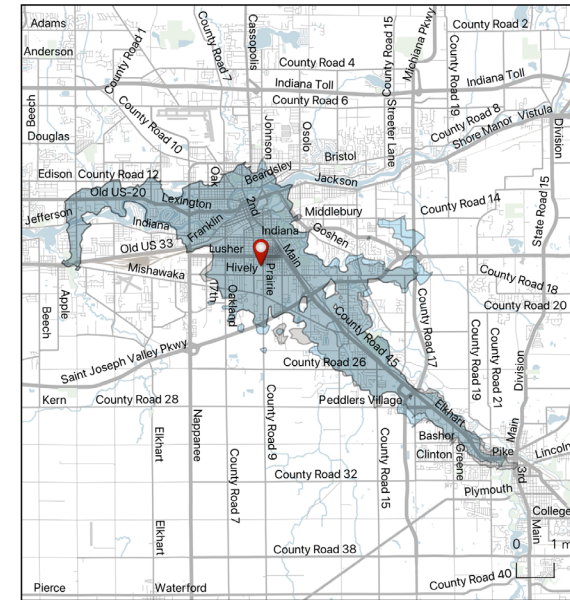 Adams
County Road 1
County Road 7
Cassopolis
County Road 15
Michiana Pkwy
County Road 2
Anderson
County Road 4
County Road 19
Indiana Toll
Indiana Toll
County Road 6
Beech
County Road 8
Vistula
Shore Manor
Streeter Lane
Division
Douglas
County Road 10
Johnson
Osolo
Bristol
Edison
County Road 12
Oak
Beardsley
Jackson
Old US-20
Lexington
2nd
Middlebury
County Road 14
State Road 15
Jefferson
Indiana
Franklin
Indiana
Goshen
Old US 33
Lusher
Main
Mishawaka
Hively
Prairie
County Road 18
Apple
17th
Oakland
County Road 17
County Road 20
Beech
County Road 45
County Road 19
County Road 21
Saint Joseph Valley Pkwy
County Road 26
Division
Kern
County Road 28
Peddlers Village
Elkhart
Nappanee
County Road 9
Elkhart
Main
Bashor
Greene
Pike
Lincoln
Clinton
County Road 7
County Road 32
County Road 15
3rd
Plymouth
College
Elkhart
Main
County Road 38
0
1 m
Pierce
Waterford
County Road 40